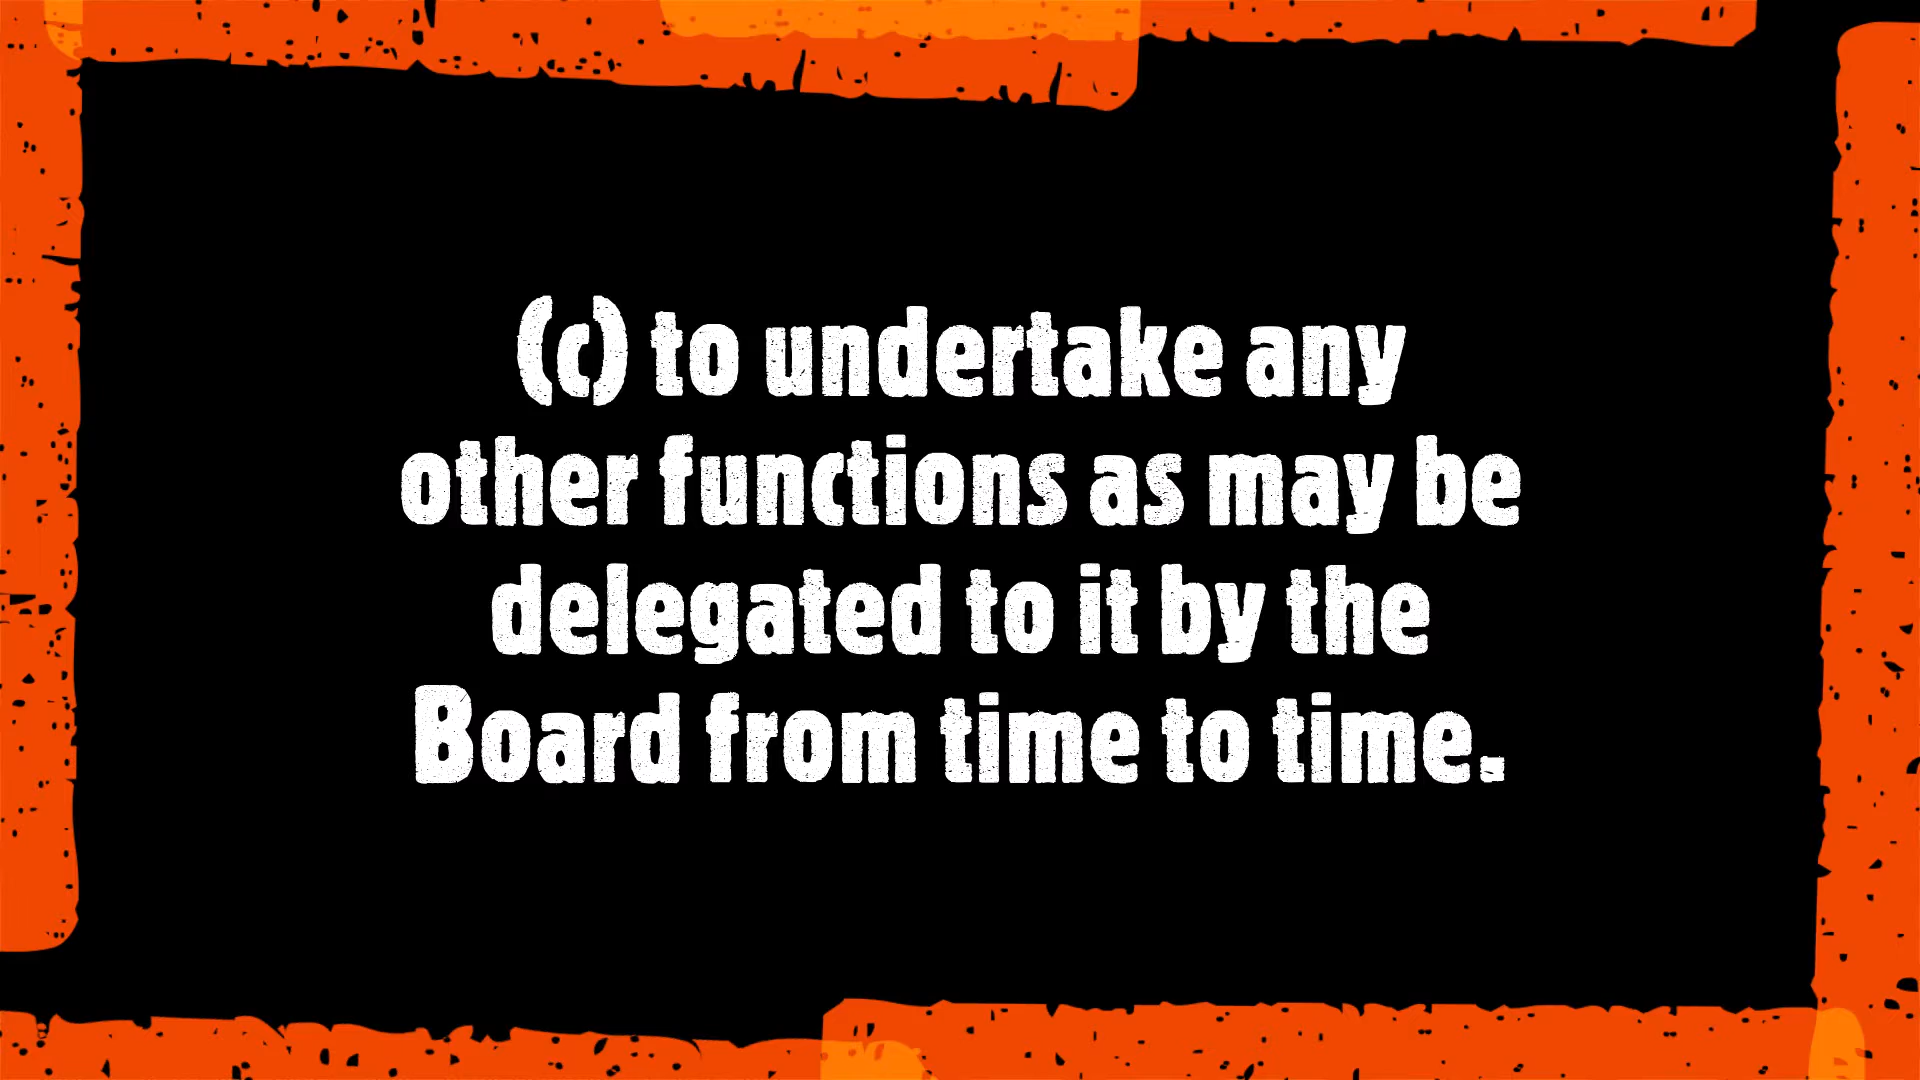 (c) to undertake any
other functions as may be
delegated to it by the
Board from time to time.